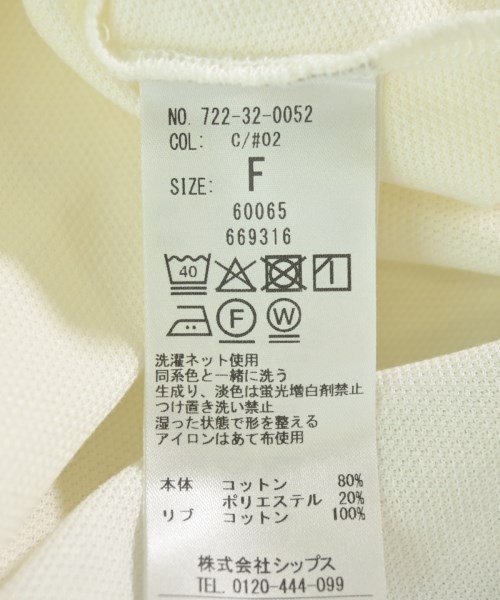 NO. 722-32-0052
COL: C/#02
SIZE: F
60065
669316
40
F W
洗濯ネット使用
同系色と一緒に洗う
生成り、淡色は蛍光増白剤禁止
つけ置き洗い禁止
湿った状態で形を整える
アイロンはあて布使用
本体 コットン 80%
ポリエステル 20%
リブ コットン 100%
株式会社シップス
TEL. 0120-444-099